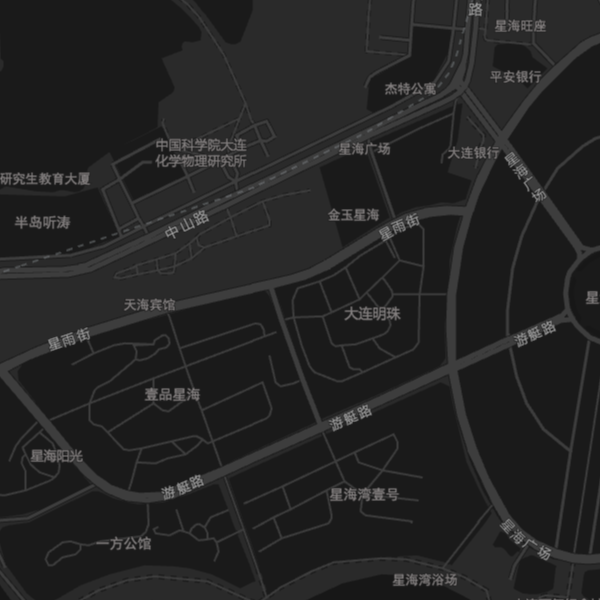 路
星海旺座
平安银行
杰特公寓
中国科学院大连
化学物理研究所
星海广场
大连银行
星海广场
研究生教育大厦
半岛听涛
中山路
金玉星海
星雨街
天海宾馆
星
大连明珠
游艇路
星雨街
壹品星海
游艇路
星海阳光
游艇路
星海湾壹号
一方公馆
星海广场
星海湾浴场